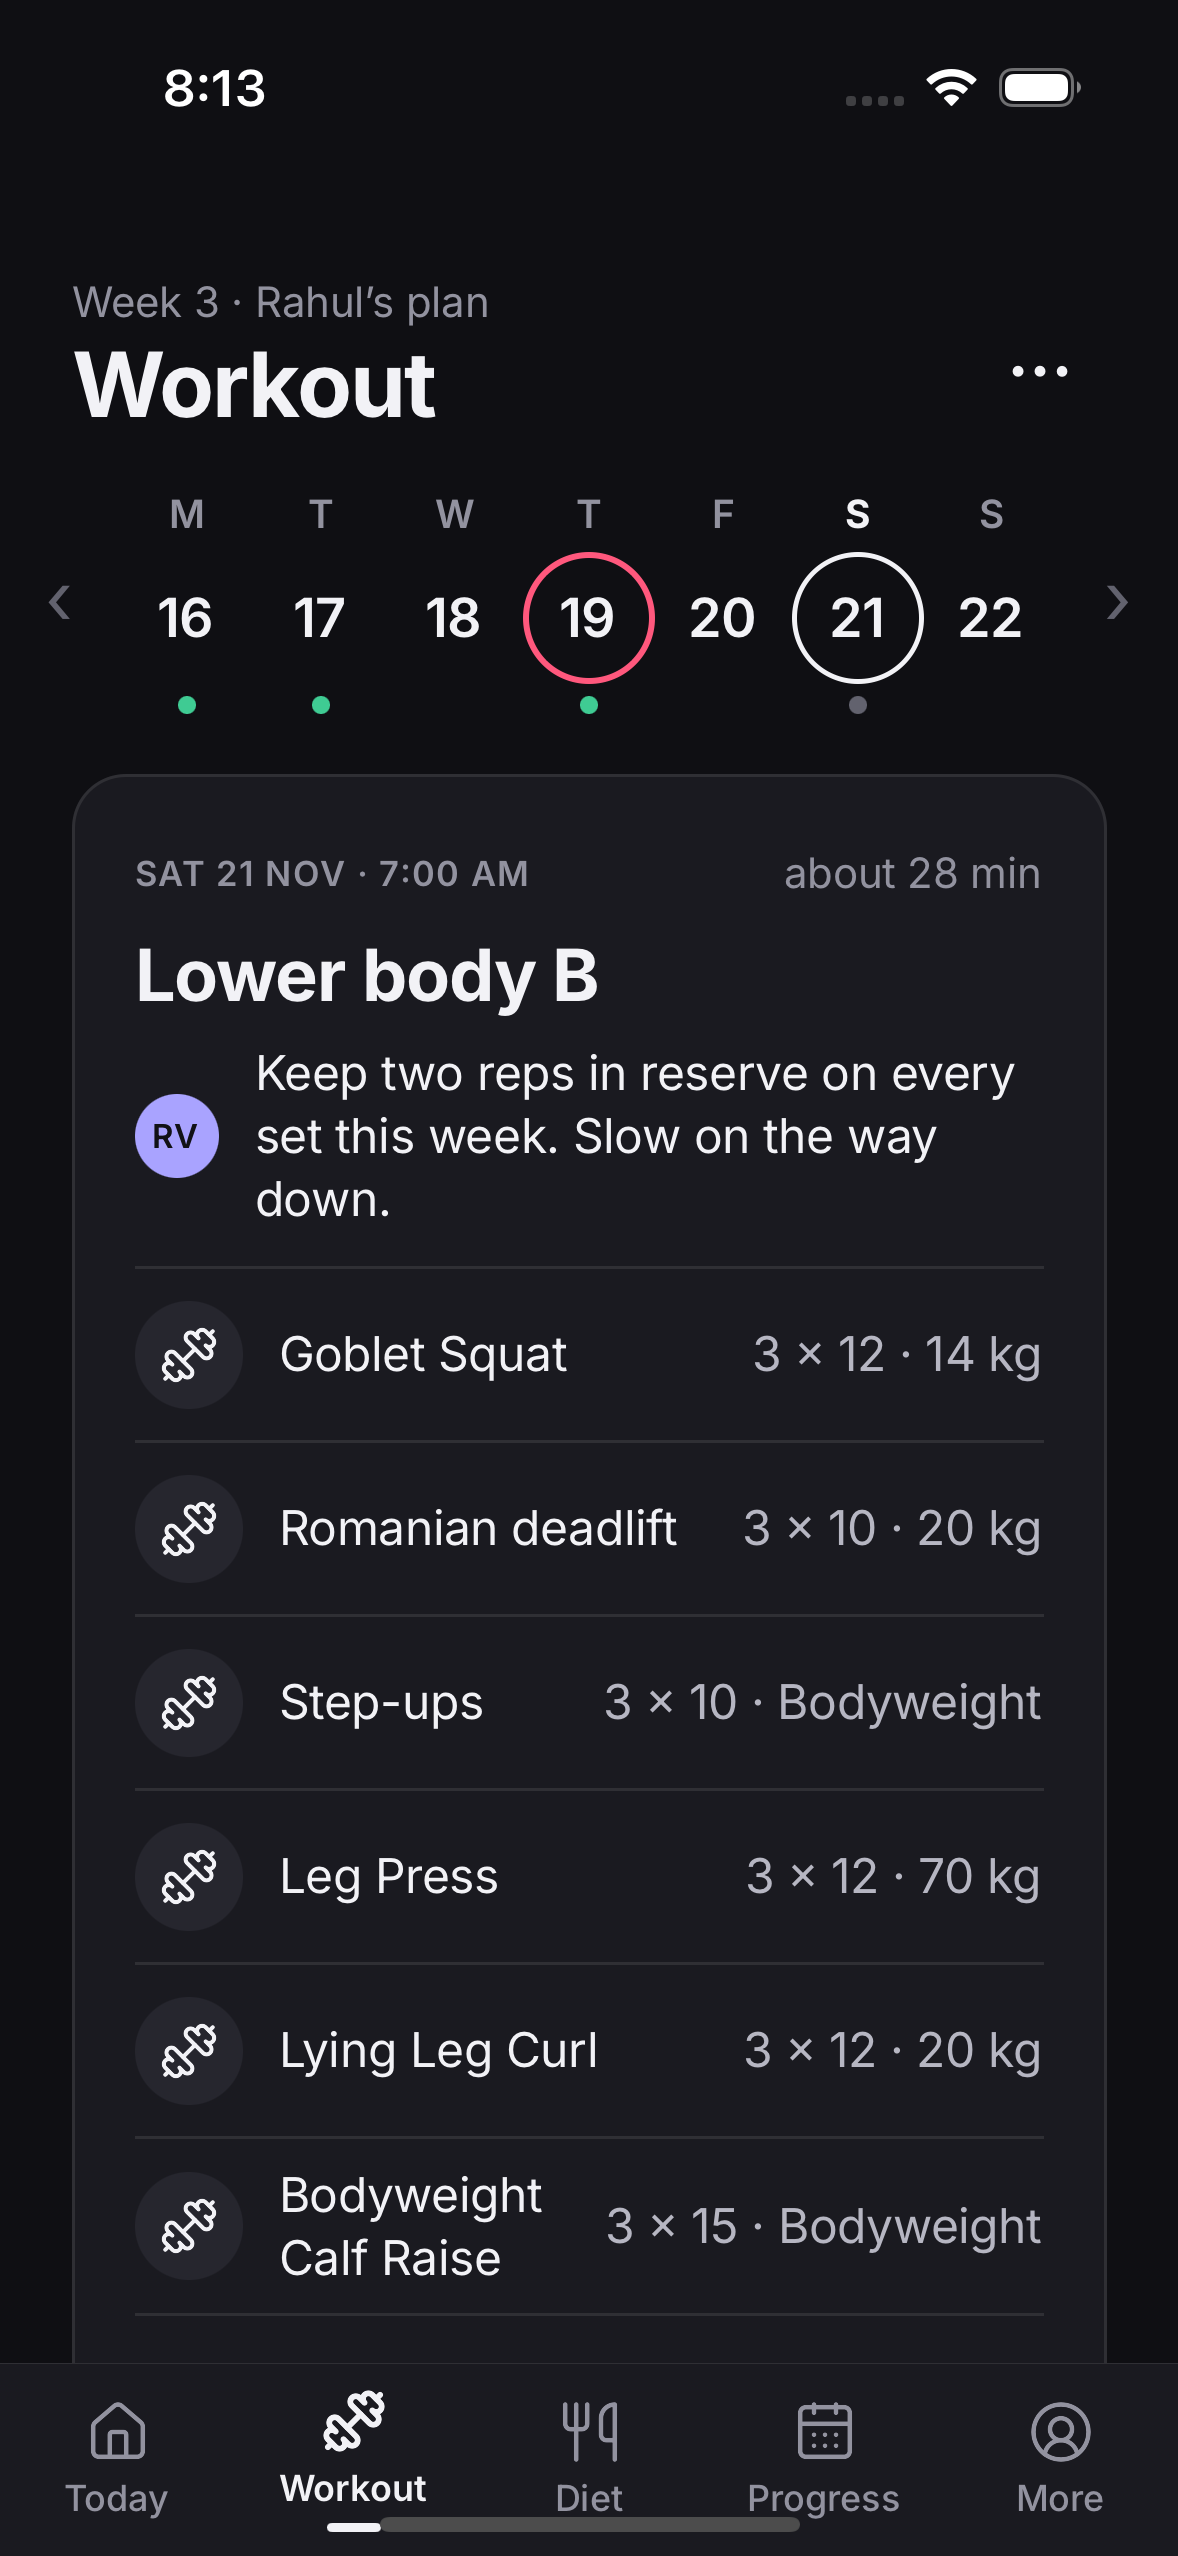 8:13
Week 3 · Rahul’s plan
Workout
M T W T F S S
16 17 18 19 20 21 22
SAT 21 NOV · 7:00 AM about 28 min
Lower body B
RV
Keep two reps in reserve on every
set this week. Slow on the way
down.
Goblet Squat 3 × 12 · 14 kg
Romanian deadlift 3 × 10 · 20 kg
Step-ups 3 × 10 · Bodyweight
Leg Press 3 × 12 · 70 kg
Lying Leg Curl 3 × 12 · 20 kg
Bodyweight
Calf Raise 3 × 15 · Bodyweight
Today Workout Diet Progress More